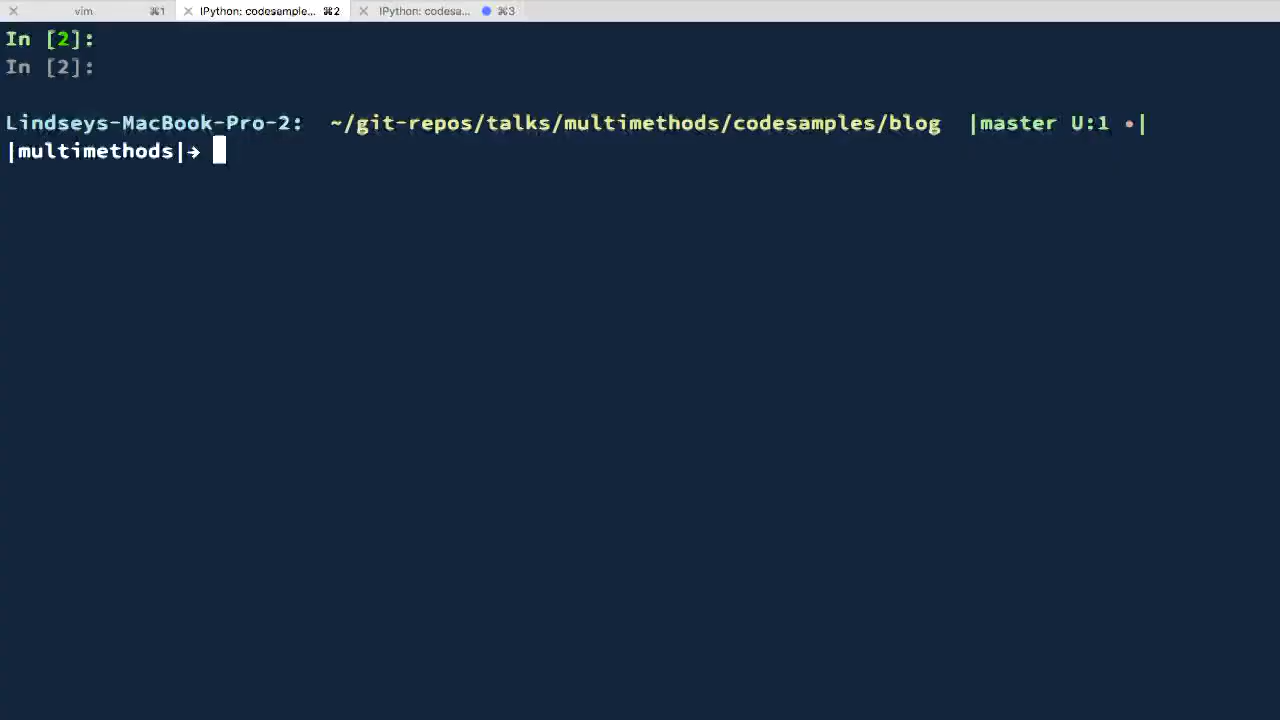 vim ⌘1 IPython: codesample... ⌘2 IPython: codesa... ⌘3
In [2]:
In [2]:
Lindseys-MacBook-Pro-2: ~/git-repos/talks/multimethods/codesamples/blog |master U:1 •|
|multimethods|→